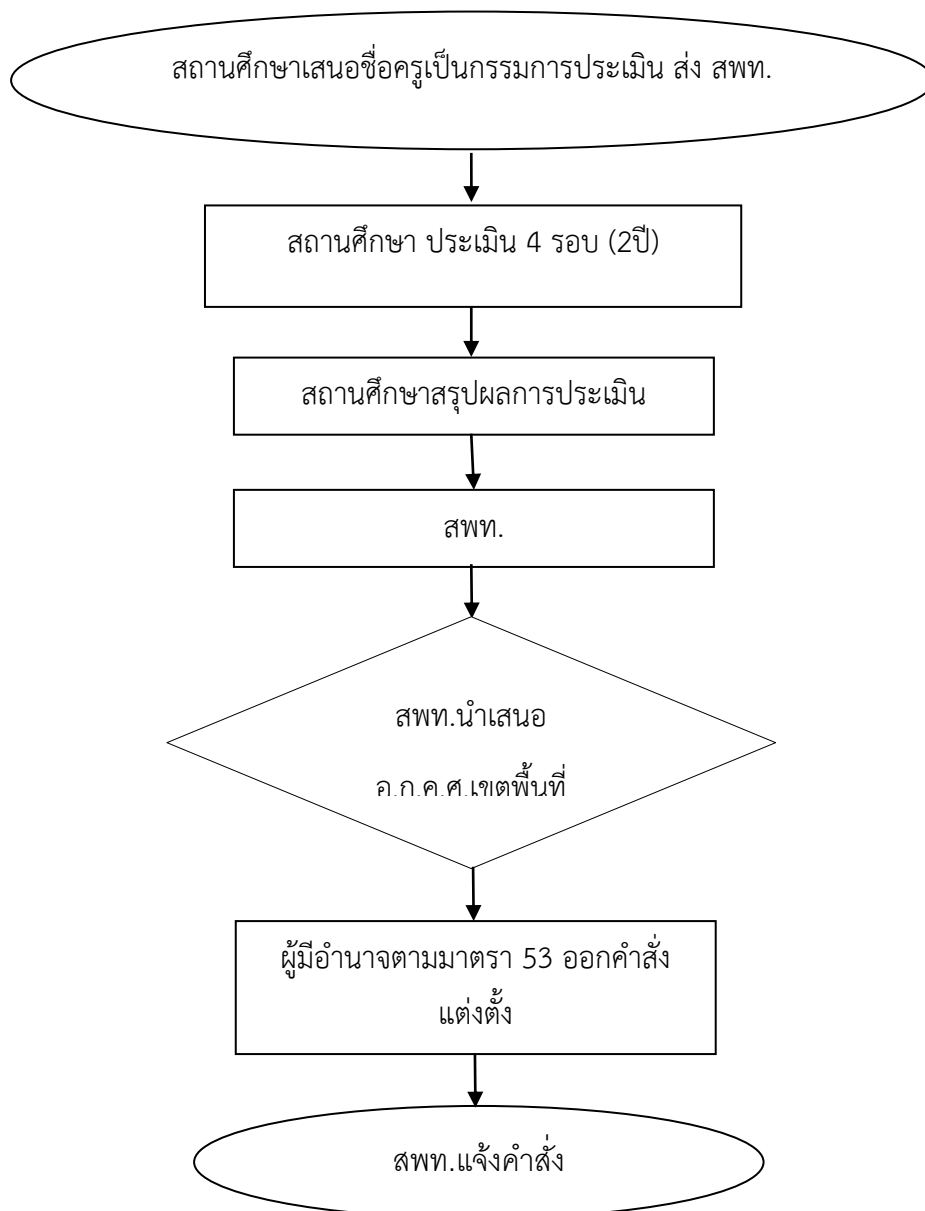 สถานศึกษาเสนอชื่อครูเป็นกรรมการประเมิน ส่ง สพท.
สถานศึกษา ประเมิน 4 รอบ (2ปี)
สถานศึกษาสรุปผลการประเมิน
สพท.
สพท.นำเสนอ
อ.ก.ค.ศ.เขตพื้นที่
ผู้มีอำนาจตามมาตรา 53 ออกคำสั่ง
แต่งตั้ง
สพท.แจ้งคำสั่ง